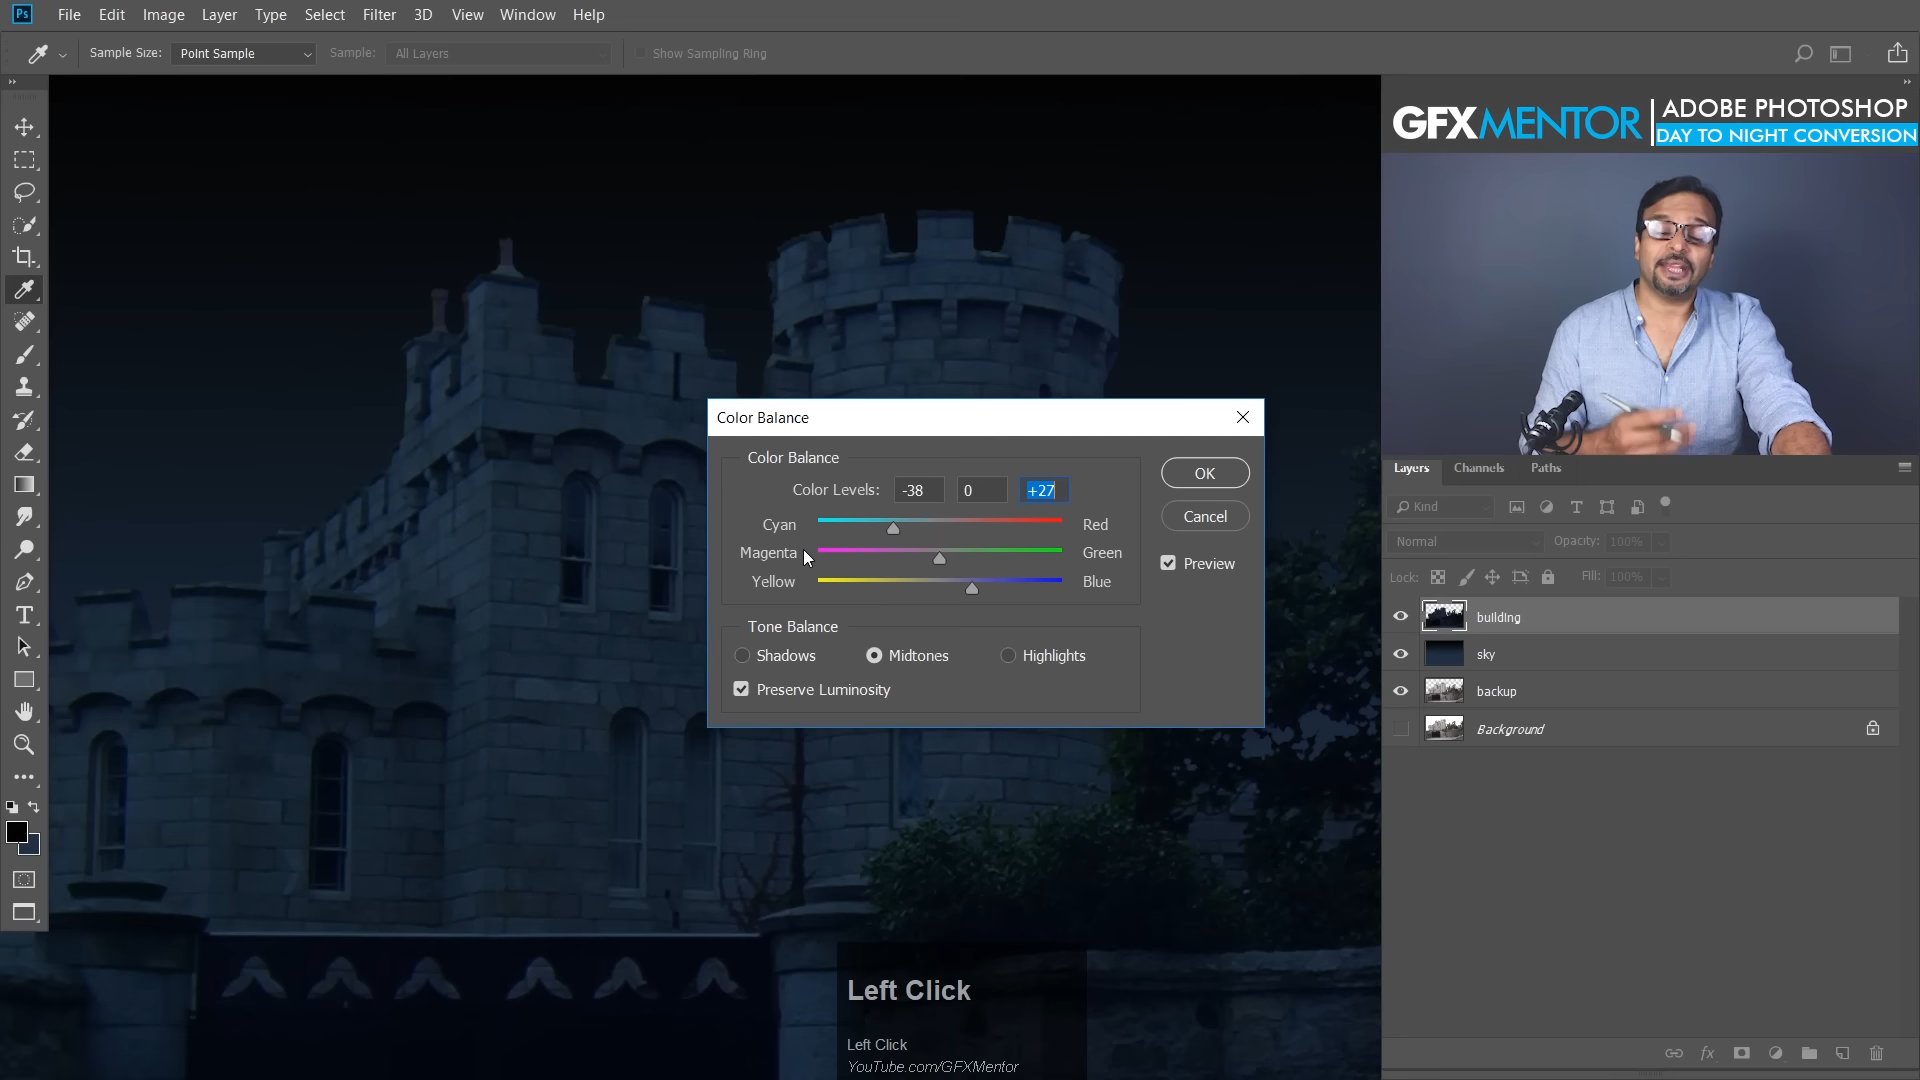 Ps File Edit Image Layer Type Select Filter 3D View Window Help
Sample Size: Point Sample Sample: All Layers Show Sampling Ring
GFXMENTOR ADOBE PHOTOSHOP
DAY TO NIGHT CONVERSION
Color Balance
Color Balance
Color Levels: -38 0 +27
Cyan Red
Magenta Green
Yellow Blue
Tone Balance
Shadows Midtones Highlights
Preserve Luminosity
OK
Cancel
Preview
Layers Channels Paths
Kind
Normal Opacity: 100%
Lock: Fill: 100%
building
sky
backup
Background
fx
Left Click
Left Click
YouTube.com/GFXMentor